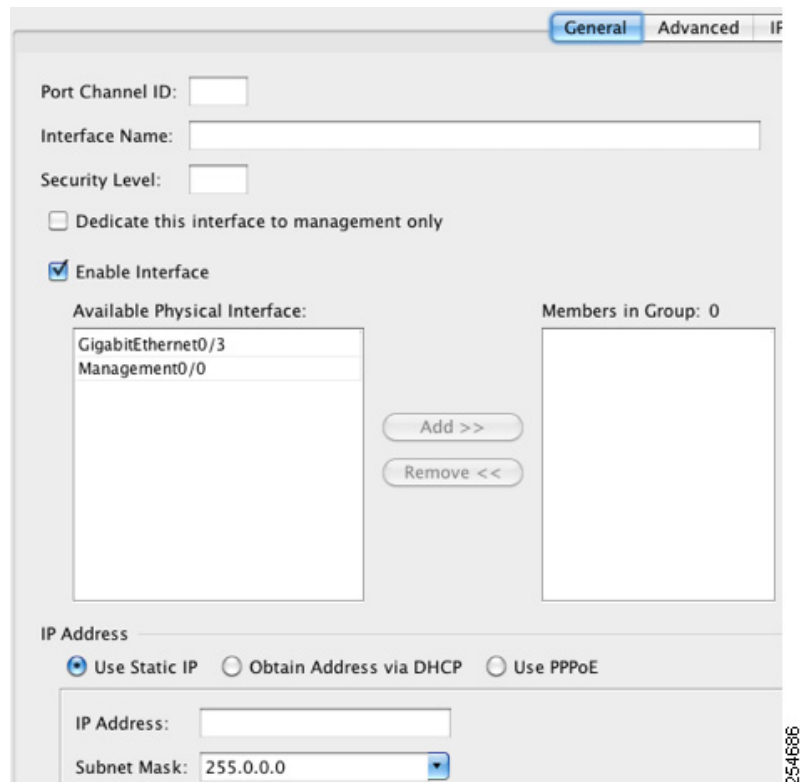 General Advanced IF
Port Channel ID:
Interface Name:
Security Level:
Dedicate this interface to management only
Enable Interface
Available Physical Interface:
GigabitEthernet0/3
Management0/0
Add >>
Remove <<
Members in Group: 0
IP Address
Use Static IP Obtain Address via DHCP Use PPPoE
IP Address:
Subnet Mask: 255.0.0.0
254686